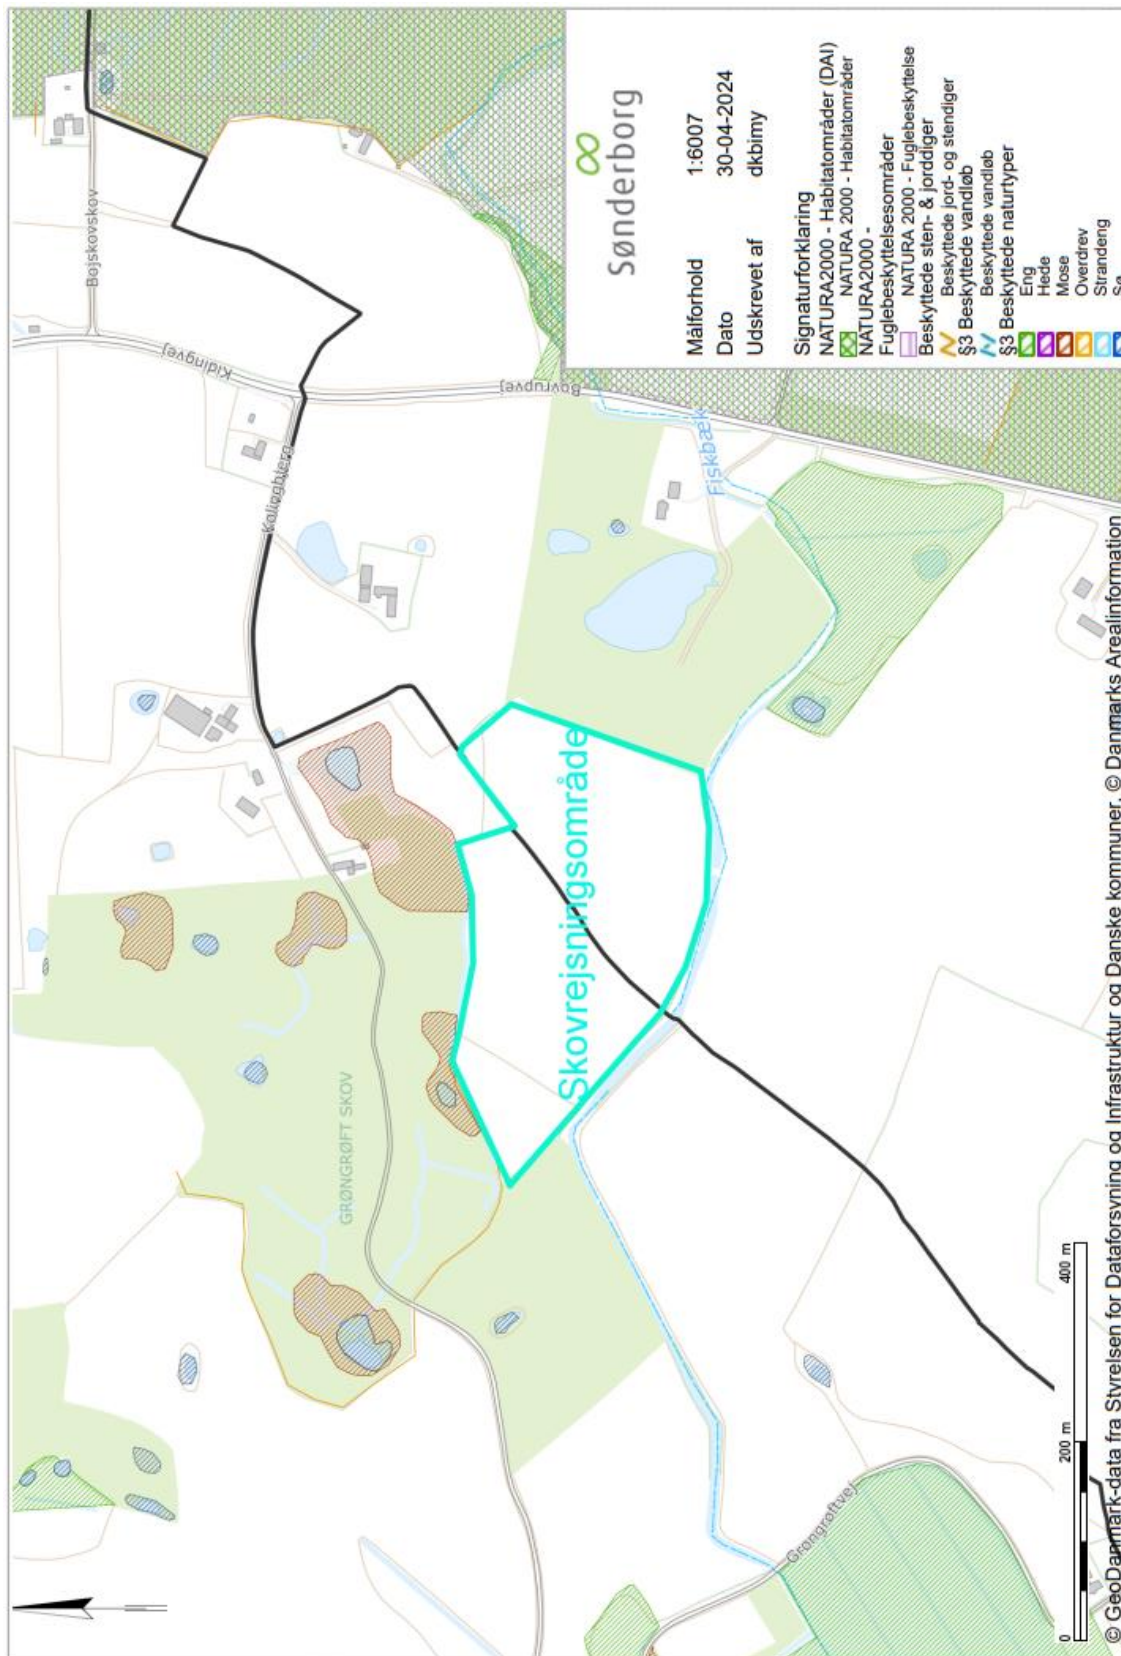 Sønderborg
Målforhold 1:6007
Dato 30-04-2024
Udskrevet af dkbimy
Signaturforklaring
NATURA2000 - Habitatområder (DAI)
NATURA 2000 - Habitatområder
NATURA2000 -
Fuglebeskyttelsesområder
NATURA 2000 - Fuglebeskyttelse
Beskyttede sten- & jorddiger
Beskyttede jord- og stendiger
§3 Beskyttede vandløb
Beskyttede vandløb
§3 Beskyttede naturtyper
Eng
Hede
Mose
Overdrev
Strandeng
Bojskovskov
Kidingvej
Bovrupvej
Fiskbæk
Skovrejsningsområde
GRØNGRØFT SKOV
Grøngrøftvej
0 200 m 400 m
© GeoDanmark-data fra Styrelsen for Dataforsyning og Infrastruktur og Danske kommuner, © Danmarks Arealinformation